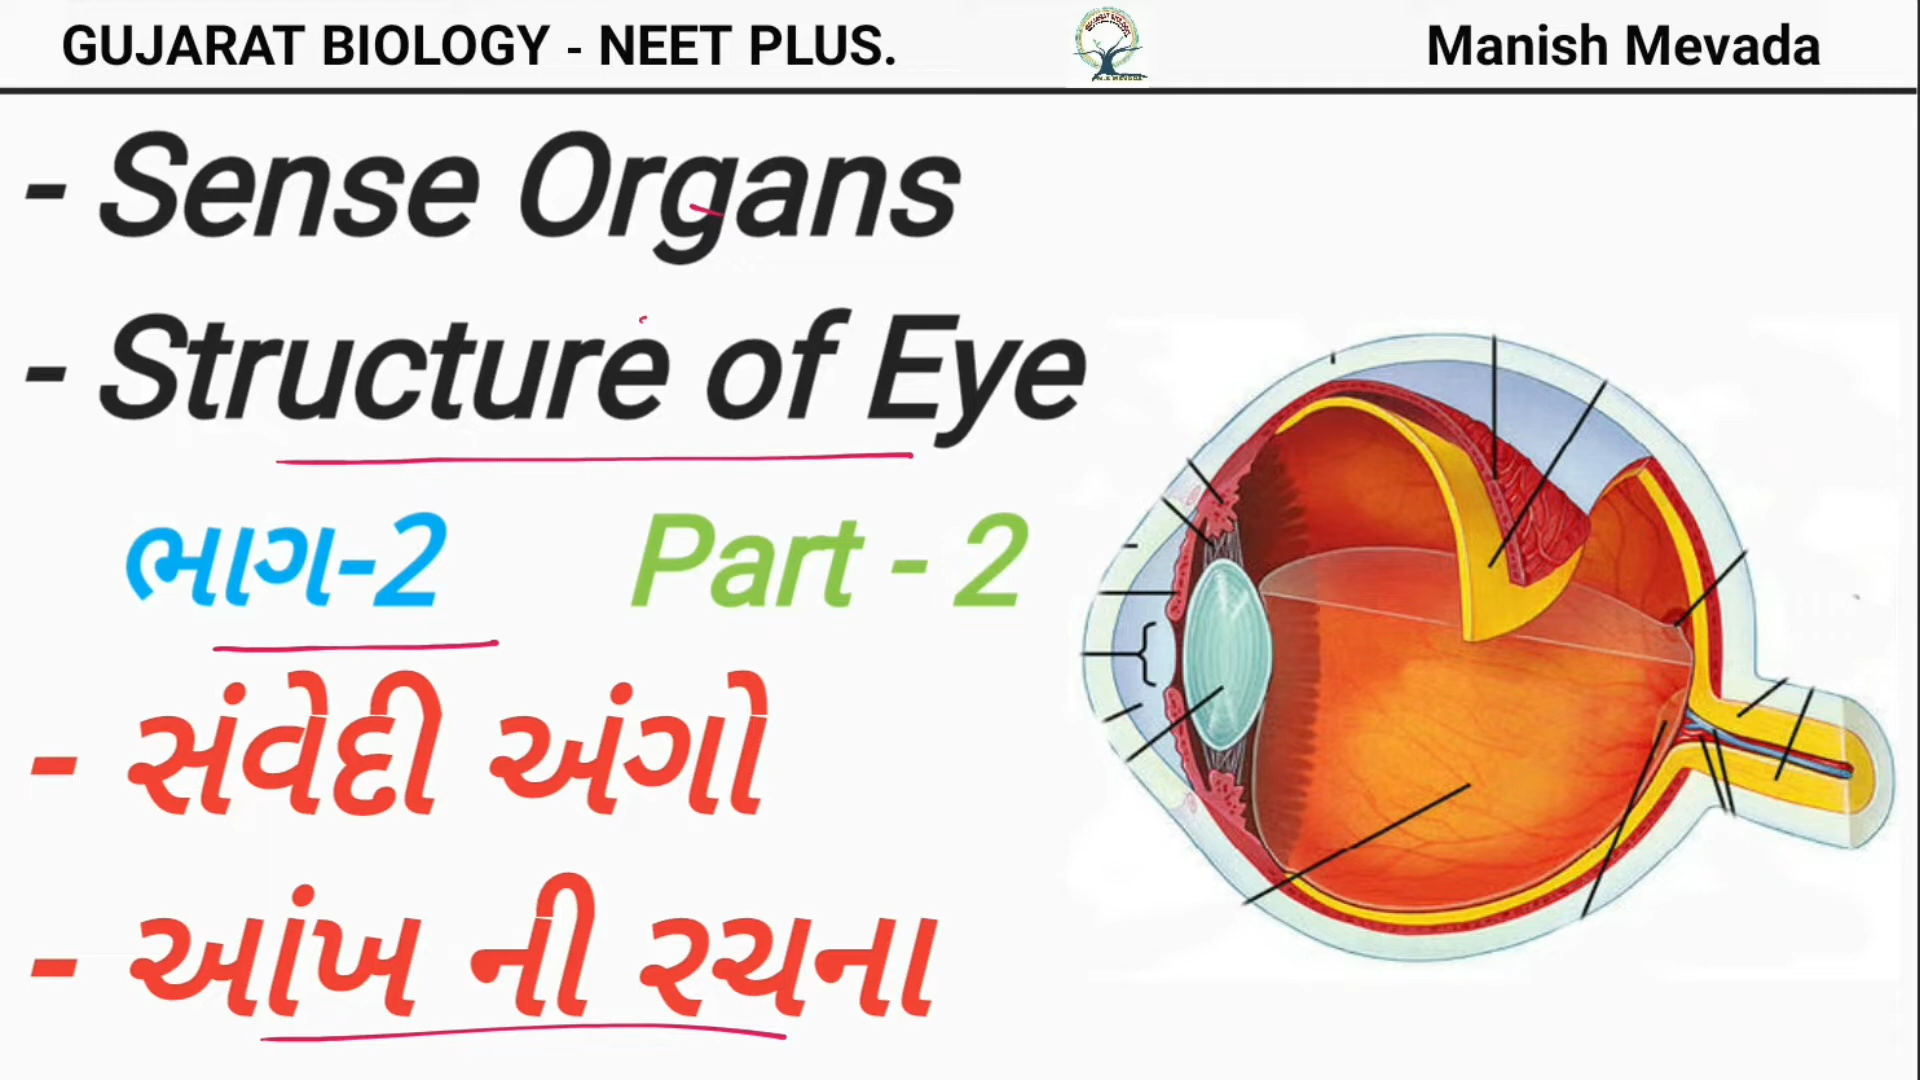 GUJARAT BIOLOGY - NEET PLUS.
Manish Mevada
- Sense Organs
- Structure of Eye
ભાગ-2 Part - 2
- સંવેદી અંગો
- આંખ ની રચના